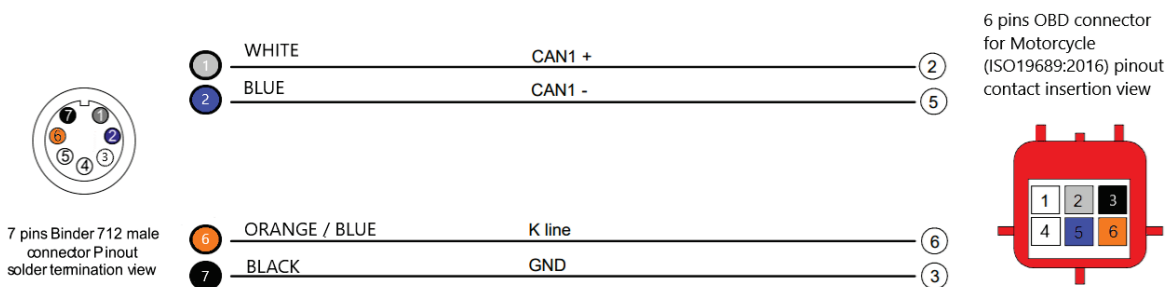 6 pins OBD connector
for Motorcycle
(ISO19689:2016) pinout
contact insertion view
1 WHITE CAN1 + 2
2 BLUE CAN1 - 5
7 1
6 2
5 4 3
1 2 3
4 5 6
7 pins Binder 712 male
connector Pinout
solder termination view
6 ORANGE / BLUE K line 6
7 BLACK GND 3